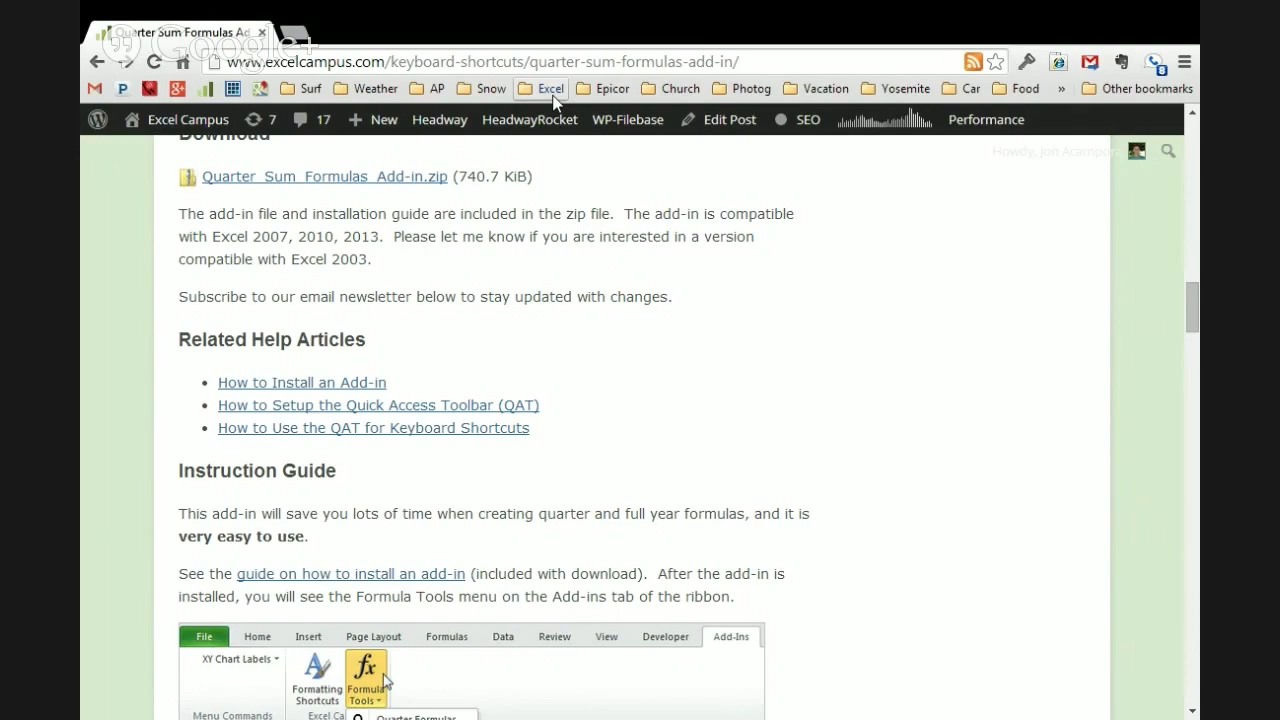 Quarter Sum Formulas Ad
Google+
www.excelcampus.com/keyboard-shortcuts/quarter-sum-formulas-add-in/
Surf Weather AP Snow Excel Epicor Church Photog Vacation Yosemite Car Food » Other bookmarks
Excel Campus 7 17 New Headway HeadwayRocket WP-Filebase Edit Post SEO Performance
Howdy, Jon Acampora
Download
Quarter_Sum_Formulas_Add-in.zip (740.7 KiB)
The add-in file and installation guide are included in the zip file. The add-in is compatible
with Excel 2007, 2010, 2013. Please let me know if you are interested in a version
compatible with Excel 2003.
Subscribe to our email newsletter below to stay updated with changes.
Related Help Articles
• How to Install an Add-in
• How to Setup the Quick Access Toolbar (QAT)
• How to Use the QAT for Keyboard Shortcuts
Instruction Guide
This add-in will save you lots of time when creating quarter and full year formulas, and it is
very easy to use.
See the guide on how to install an add-in (included with download). After the add-in is
installed, you will see the Formula Tools menu on the Add-ins tab of the ribbon.
File Home Insert Page Layout Formulas Data Review View Developer Add-Ins
XY Chart Labels
Formatting Shortcuts
fx
Formula Tools
Menu Commands
Excel Ca
Quarter Formulas